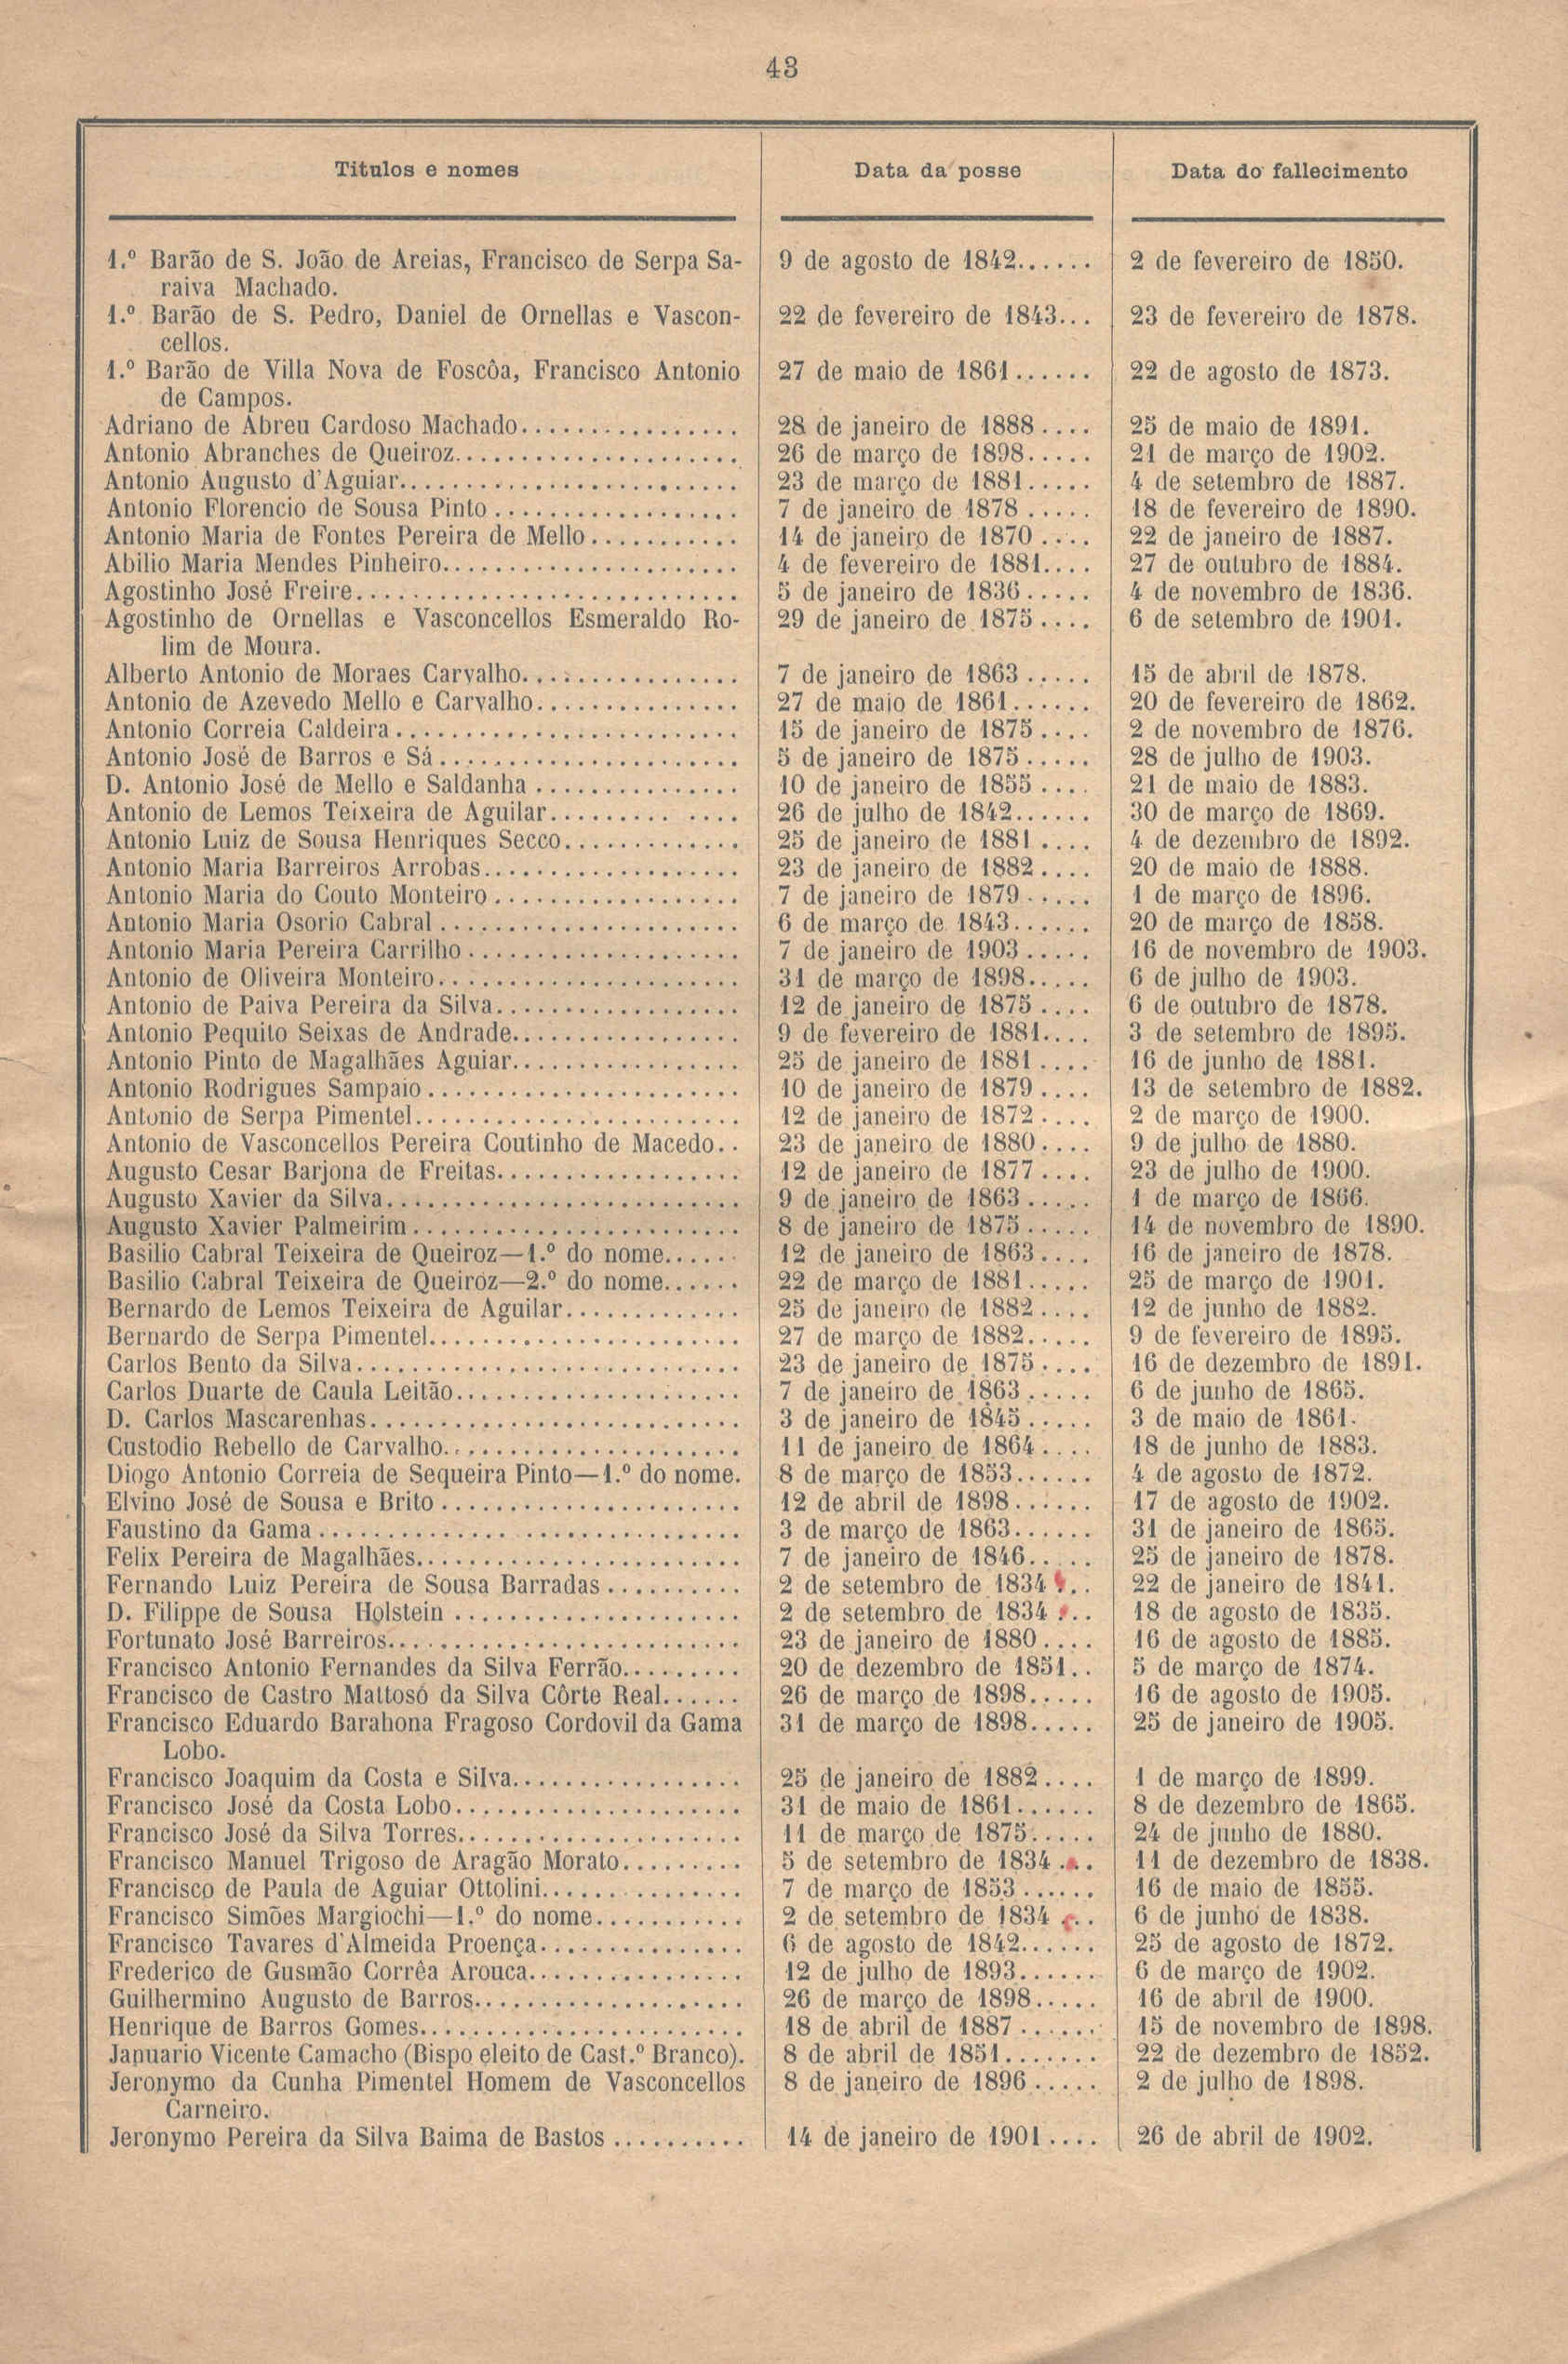 43
Titulos e nomes Data da posse Data do fallecimento
1.º Barão de S. João de Areias, Francisco de Serpa Sa- 9 de agosto de 1842...... 2 de fevereiro de 1850.
raiva Machado.
1.º Barão de S. Pedro, Daniel de Ornellas e Vascon- 22 de fevereiro de 1843... 23 de fevereiro de 1878.
cellos.
1.º Barão de Villa Nova de Foscôa, Francisco Antonio 27 de maio de 1861...... 22 de agosto de 1873.
de Campos.
Adriano de Abreu Cardoso Machado................ 28 de janeiro de 1888.... 25 de maio de 1891.
Antonio Abranches de Queiroz..................... 26 de março de 1898..... 21 de março de 1902.
Antonio Augusto d'Aguiar......................... 23 de março de 1881..... 4 de setembro de 1887.
Antonio Florencio de Sousa Pinto.................. 7 de janeiro de 1878..... 18 de fevereiro de 1890.
Antonio Maria de Fontes Pereira de Mello........... 14 de janeiro de 1870.... 22 de janeiro de 1887.
Abilio Maria Mendes Pinheiro...................... 4 de fevereiro de 1881.... 27 de outubro de 1884.
Agostinho José Freire............................ 5 de janeiro de 1836..... 4 de novembro de 1836.
Agostinho de Ornellas e Vasconcellos Esmeraldo Ro- 29 de janeiro de 1875.... 6 de setembro de 1901.
lim de Moura.
Alberto Antonio de Moraes Carvalho................ 7 de janeiro de 1863..... 15 de abril de 1878.
Antonio de Azevedo Mello e Carvalho............... 27 de maio de 1861...... 20 de fevereiro de 1862.
Antonio Correia Caldeira......................... 15 de janeiro de 1875.... 2 de novembro de 1876.
Antonio José de Barros e Sá...................... 5 de janeiro de 1875..... 28 de julho de 1903.
D. Antonio José de Mello e Saldanha............... 10 de janeiro de 1855.... 21 de maio de 1883.
Antonio de Lemos Teixeira de Aguilar......... .... 26 de julho de 1842...... 30 de março de 1869.
Antonio Luiz de Sousa Henriques Secco............. 25 de janeiro de 1881.... 4 de dezembro de 1892.
Antonio Maria Barreiros Arrobas................... 23 de janeiro de 1882.... 20 de maio de 1888.
Antonio Maria do Couto Monteiro.................. 7 de janeiro de 1879..... 1 de março de 1896.
Antonio Maria Osorio Cabral...................... 6 de março de 1843...... 20 de março de 1858.
Antonio Maria Pereira Carrilho.................... 7 de janeiro de 1903..... 16 de novembro de 1903.
Antonio de Oliveira Monteiro...................... 31 de março de 1898..... 6 de julho de 1903.
Antonio de Paiva Pereira da Silva.................. 12 de janeiro de 1875.... 6 de outubro de 1878.
Antonio Pequito Seixas de Andrade................. 9 de fevereiro de 1881.... 3 de setembro de 1895.
Antonio Pinto de Magalhães Aguiar................. 25 de janeiro de 1881.... 16 de junho de 1881.
Antonio Rodrigues Sampaio....................... 10 de janeiro de 1879.... 13 de setembro de 1882.
Antonio de Serpa Pimentel........................ 12 de janeiro de 1872.... 2 de março de 1900.
Antonio de Vasconcellos Pereira Coutinho de Macedo.. 23 de janeiro de 1880.... 9 de julho de 1880.
Augusto Cesar Barjona de Freitas.................. 12 de janeiro de 1877.... 23 de julho de 1900.
Augusto Xavier da Silva.......................... 9 de janeiro de 1863..... 1 de março de 1866.
Augusto Xavier Palmeirim........................ 8 de janeiro de 1875..... 14 de novembro de 1890.
Basilio Cabral Teixeira de Queiroz—1.º do nome...... 12 de janeiro de 1863.... 16 de janeiro de 1878.
Basilio Cabral Teixeira de Queiroz—2.º do nome...... 22 de março de 1881..... 25 de março de 1901.
Bernardo de Lemos Teixeira de Aguilar............. 25 de janeiro de 1882.... 12 de junho de 1882.
Bernardo de Serpa Pimentel....................... 27 de março de 1882..... 9 de fevereiro de 1895.
Carlos Bento da Silva............................ 23 de janeiro de 1875.... 16 de dezembro de 1891.
Carlos Duarte de Caula Leitão..................... 7 de janeiro de 1863..... 6 de junho de 1865.
D. Carlos Mascarenhas........................... 3 de janeiro de 1845..... 3 de maio de 1861.
Custodio Rebello de Carvalho...................... 11 de janeiro de 1864.... 18 de junho de 1883.
Diogo Antonio Correia de Sequeira Pinto—1.º do nome. 8 de março de 1853...... 4 de agosto de 1872.
Elvino José de Sousa e Brito...................... 12 de abril de 1898...... 17 de agosto de 1902.
Faustino da Gama............................... 3 de março de 1863...... 31 de janeiro de 1865.
Felix Pereira de Magalhães........................ 7 de janeiro de 1846..... 25 de janeiro de 1878.
Fernando Luiz Pereira de Sousa Barradas.......... 2 de setembro de 1834... 22 de janeiro de 1841.
D. Filippe de Sousa Holstein..................... 2 de setembro de 1834... 18 de agosto de 1835.
Fortunato José Barreiros.......................... 23 de janeiro de 1880.... 16 de agosto de 1885.
Francisco Antonio Fernandes da Silva Ferrão......... 20 de dezembro de 1851.. 5 de março de 1874.
Francisco de Castro Mattoso da Silva Côrte Real...... 26 de março de 1898..... 16 de agosto de 1905.
Francisco Eduardo Barahona Fragoso Cordovil da Gama 31 de março de 1898..... 25 de janeiro de 1905.
Lobo.
Francisco Joaquim da Costa e Silva................. 25 de janeiro de 1882.... 1 de março de 1899.
Francisco José da Costa Lobo..................... 31 de maio de 1861...... 8 de dezembro de 1865.
Francisco José da Silva Torres..................... 11 de março de 1875..... 24 de junho de 1880.
Francisco Manuel Trigoso de Aragão Morato......... 5 de setembro de 1834... 11 de dezembro de 1838.
Francisco de Paula de Aguiar Ottolini............... 7 de março de 1853...... 16 de maio de 1855.
Francisco Simões Margiochi—1.º do nome........... 2 de setembro de 1834... 6 de junho de 1838.
Francisco Tavares d'Almeida Proença............... 6 de agosto de 1842...... 25 de agosto de 1872.
Frederico de Gusmão Corrêa Arouca................ 12 de julho de 1893...... 6 de março de 1902.
Guilhermino Augusto de Barros.................... 26 de março de 1898..... 16 de abril de 1900.
Henrique de Barros Gomes........................ 18 de abril de 1887...... 15 de novembro de 1898.
Januario Vicente Camacho (Bispo eleito de Cast.º Branco). 8 de abril de 1851....... 22 de dezembro de 1852.
Jeronymo da Cunha Pimentel Homem de Vasconcellos 8 de janeiro de 1896..... 2 de julho de 1898.
Carneiro.
Jeronymo Pereira da Silva Baima de Bastos.......... 14 de janeiro de 1901.... 26 de abril de 1902.